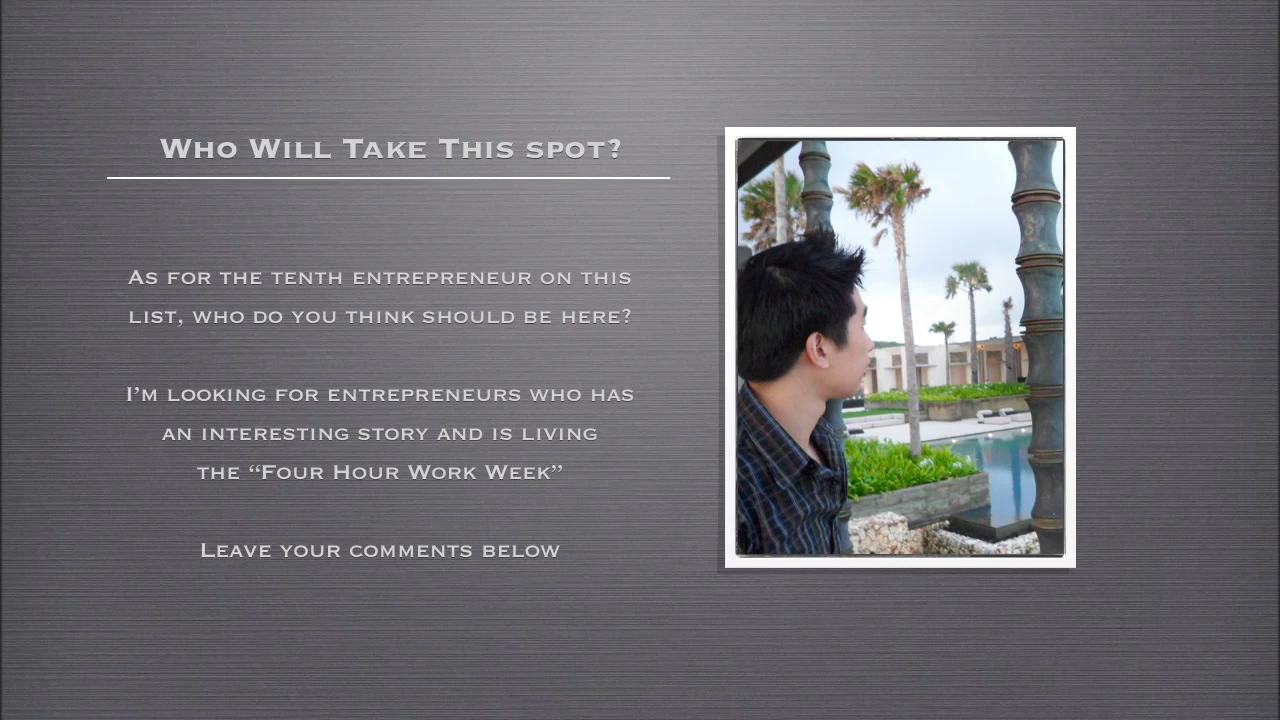 Who Will Take This spot?
As for the tenth entrepreneur on this
list, who do you think should be here?
I’m looking for entrepreneurs who has
an interesting story and is living
the “Four Hour Work Week”
Leave your comments below